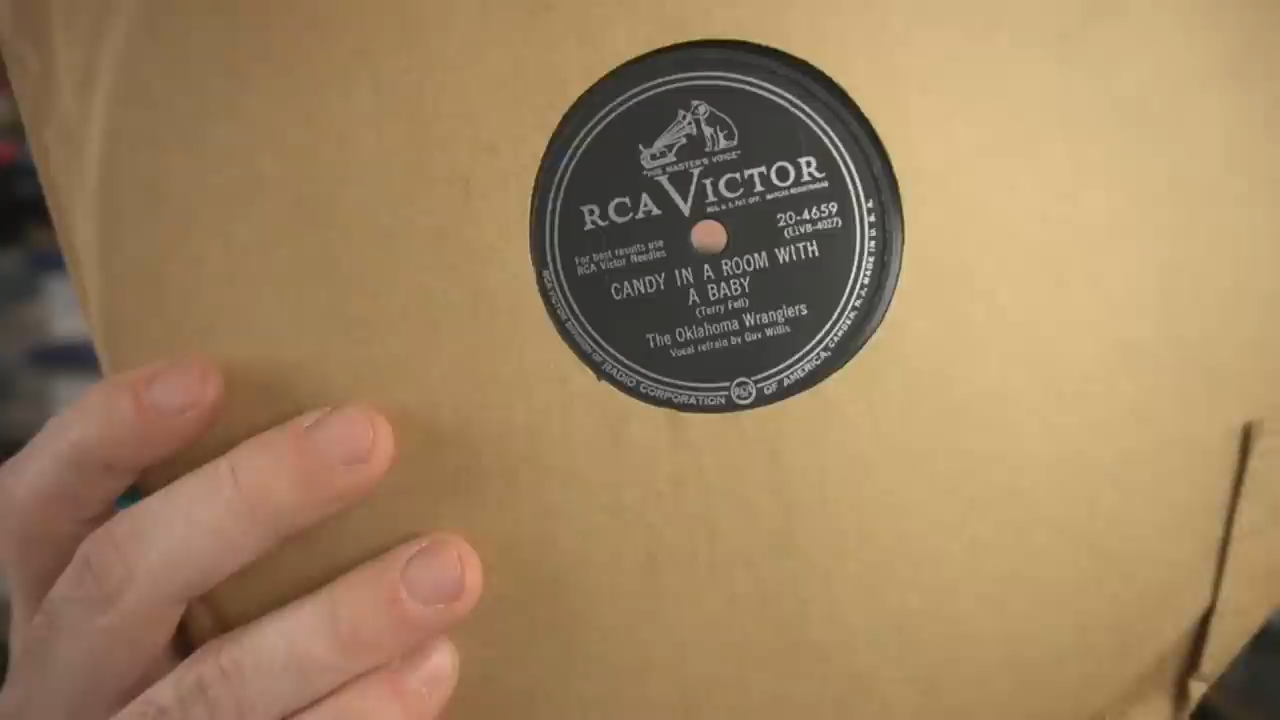 "HIS MASTER'S VOICE"
RCA VICTOR
REG. U.S. PAT. OFF. MARCAS REGISTRADAS
20-4659
(E1VB-4027)
For best results use
RCA Victor Needles
CANDY IN A ROOM WITH
A BABY
(Terry Fell)
The Oklahoma Wranglers
Vocal refrain by Guy Willis
RCA VICTOR DIVISION OF RADIO CORPORATION RCA OF AMERICA, CAMDEN, N. J. MADE IN U. S. A.